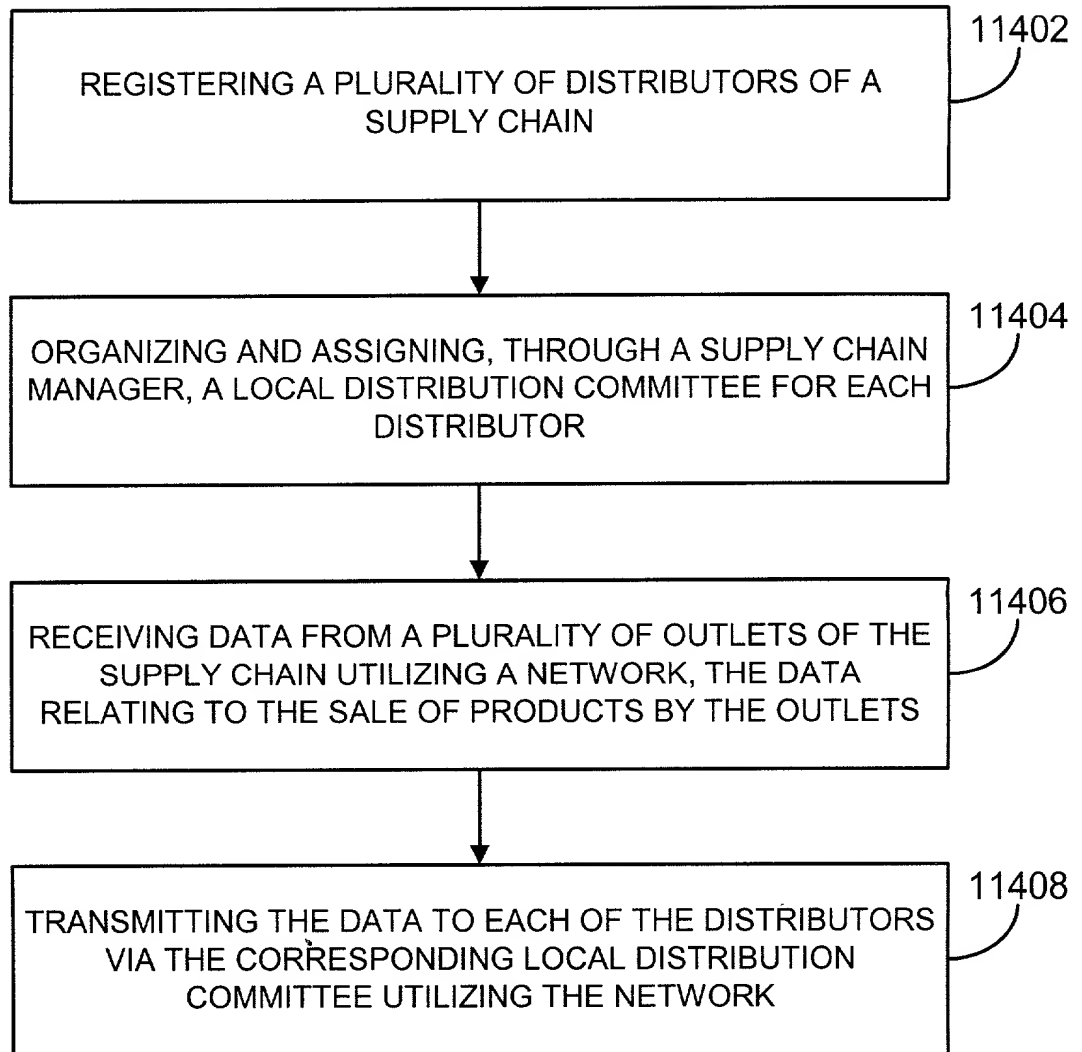 11402
REGISTERING A PLURALITY OF DISTRIBUTORS OF A
SUPPLY CHAIN
11404
ORGANIZING AND ASSIGNING, THROUGH A SUPPLY CHAIN
MANAGER, A LOCAL DISTRIBUTION COMMITTEE FOR EACH
DISTRIBUTOR
11406
RECEIVING DATA FROM A PLURALITY OF OUTLETS OF THE
SUPPLY CHAIN UTILIZING A NETWORK, THE DATA
RELATING TO THE SALE OF PRODUCTS BY THE OUTLETS
11408
TRANSMITTING THE DATA TO EACH OF THE DISTRIBUTORS
VIA THE CORRESPONDING LOCAL DISTRIBUTION
COMMITTEE UTILIZING THE NETWORK